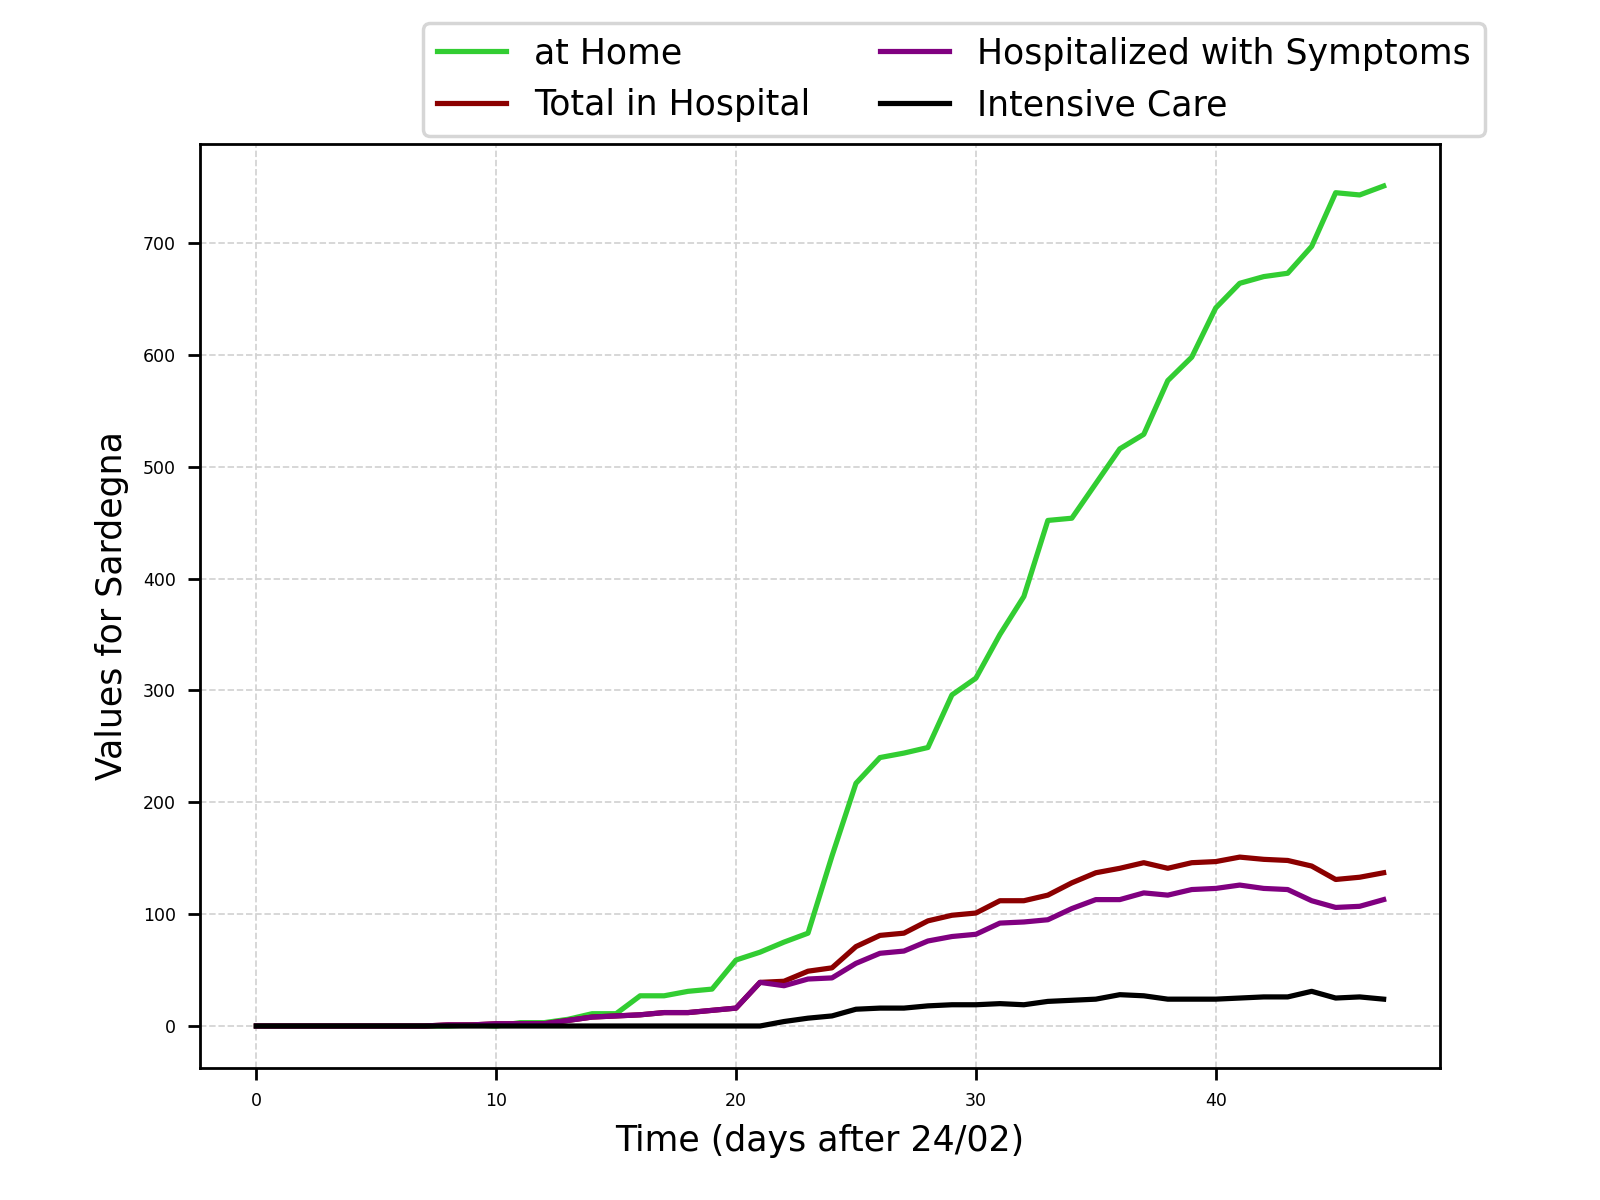 at Home
Total in Hospital
Hospitalized with Symptoms
Intensive Care
700
600
500
400
300
200
100
0
Values for Sardegna
0 10 20 30 40
Time (days after 24/02)